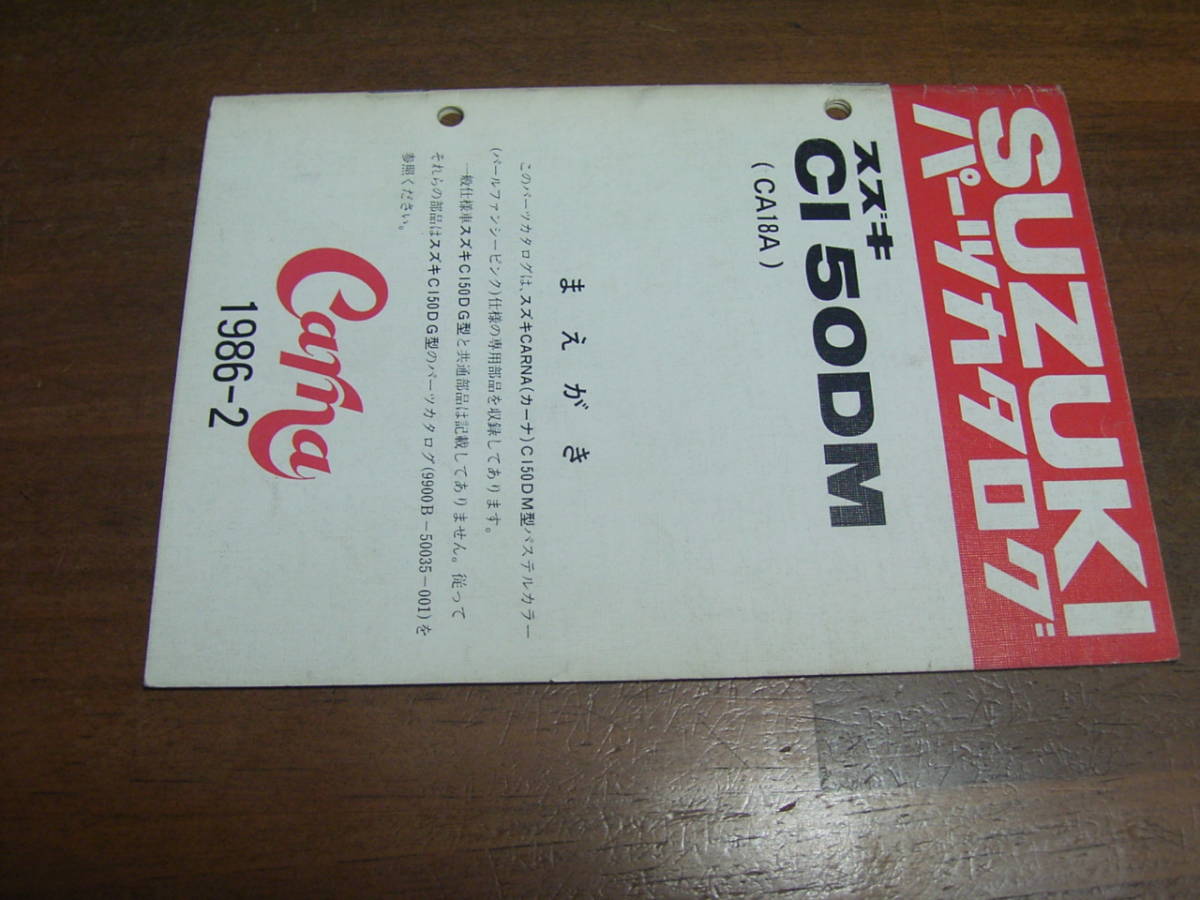 SUZUKI
パーツカタログ
スズキ
CI50DM
(CA18A)
まえがき
このパーツカタログは、スズキCARNA(カーナ)CI50DM型パステルカラー
(パールファンシーピンク)仕様の専用部品を収録してあります。
一般仕様車スズキCI50DG型と共通部品は記載してありません。従って
それらの部品はスズキCI50DG型のパーツカタログ(9900B-50035-001)を
参照ください。
Carna
1986-2